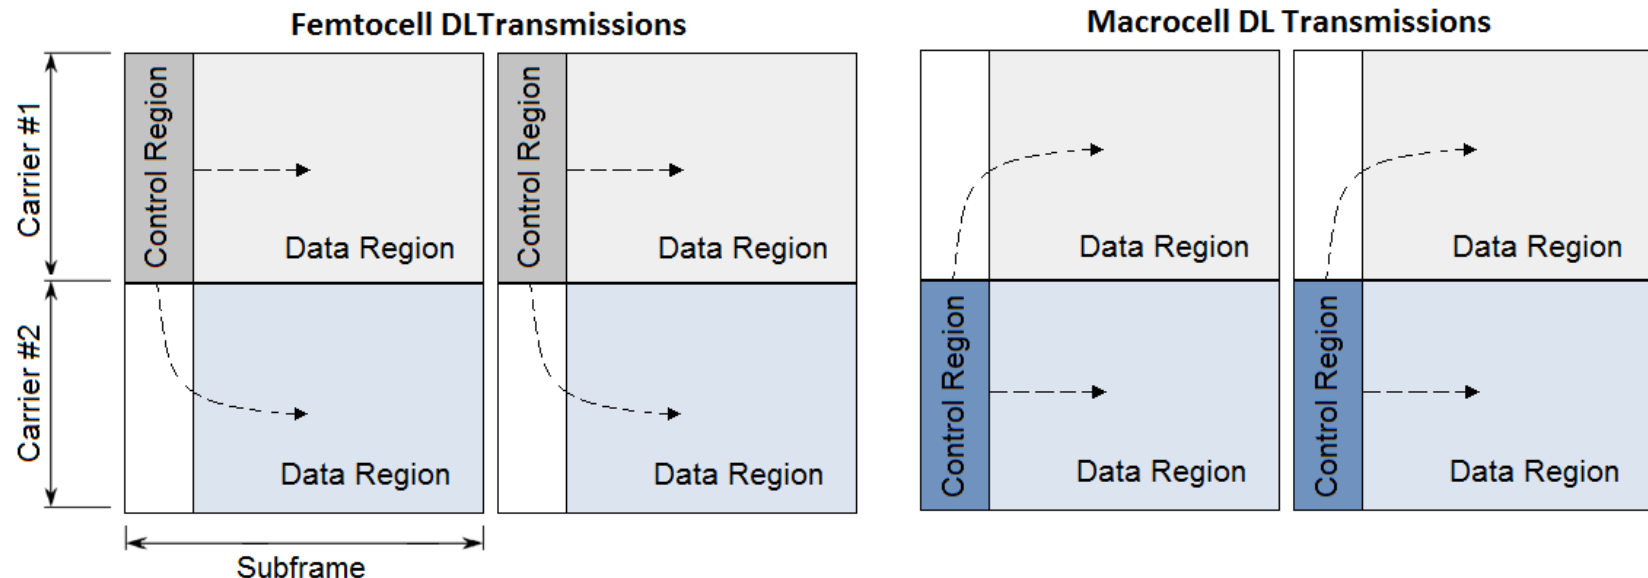 Femtocell DLTransmissions
Macrocell DL Transmissions
Carrier #1
Control Region
Data Region
Control Region
Data Region
Data Region
Data Region
Carrier #2
Data Region
Data Region
Control Region
Data Region
Control Region
Data Region
Subframe